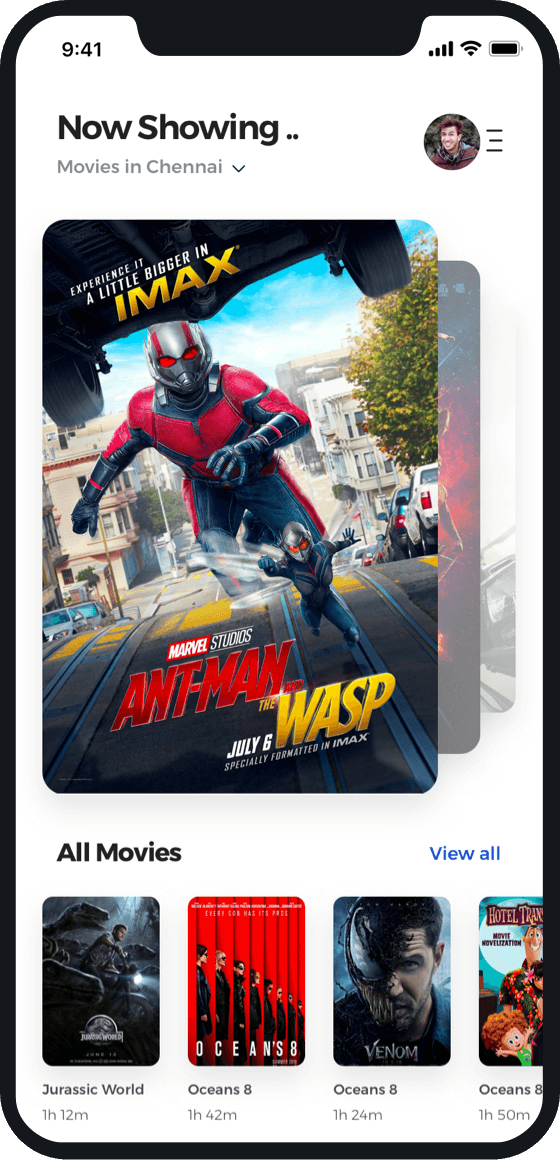 9:41
Now Showing ..
Movies in Chennai
EXPERIENCE IT
A LITTLE BIGGER IN
IMAX
MARVEL STUDIOS
ANT-MAN
AND
THE WASP
JULY 6
SPECIALLY FORMATTED IN IMAX
All Movies
View all
JURASSIC WORLD
JUNE 12
EVERY CON HAS ITS PROS
OCEAN'S 8
SUMMER 2018
VENOM
HOTEL TRANS
MOVIE
NOVELIZATION
Jurassic World
Oceans 8
Oceans 8
Oceans 8
1h 12m
1h 42m
1h 24m
1h 50m